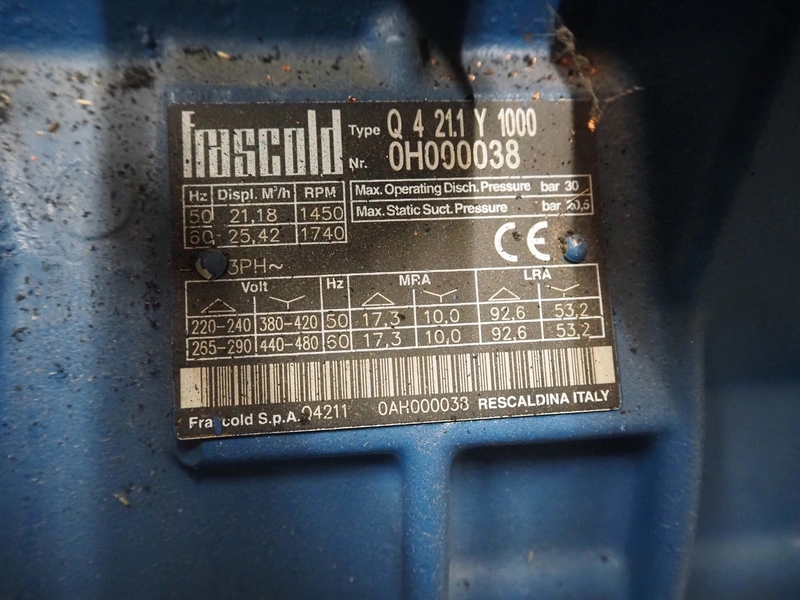 frascold
Type Q 4 21.1 Y 1000
Nr. 0H000038
Hz Displ. M³/h RPM
50 21,18 1450
60 25,42 1740
Max. Operating Disch. Pressure bar 30
Max. Static Suct. Pressure bar 20,5
CE
3PH~
Volt Hz MRA LRA
220-240 380-420 50 17,3 10,0 92,6 53,2
265-290 440-480 60 17,3 10,0 92,6 53,2
Frascold S.p.A. 04211 0AH000038 RESCALDINA ITALY